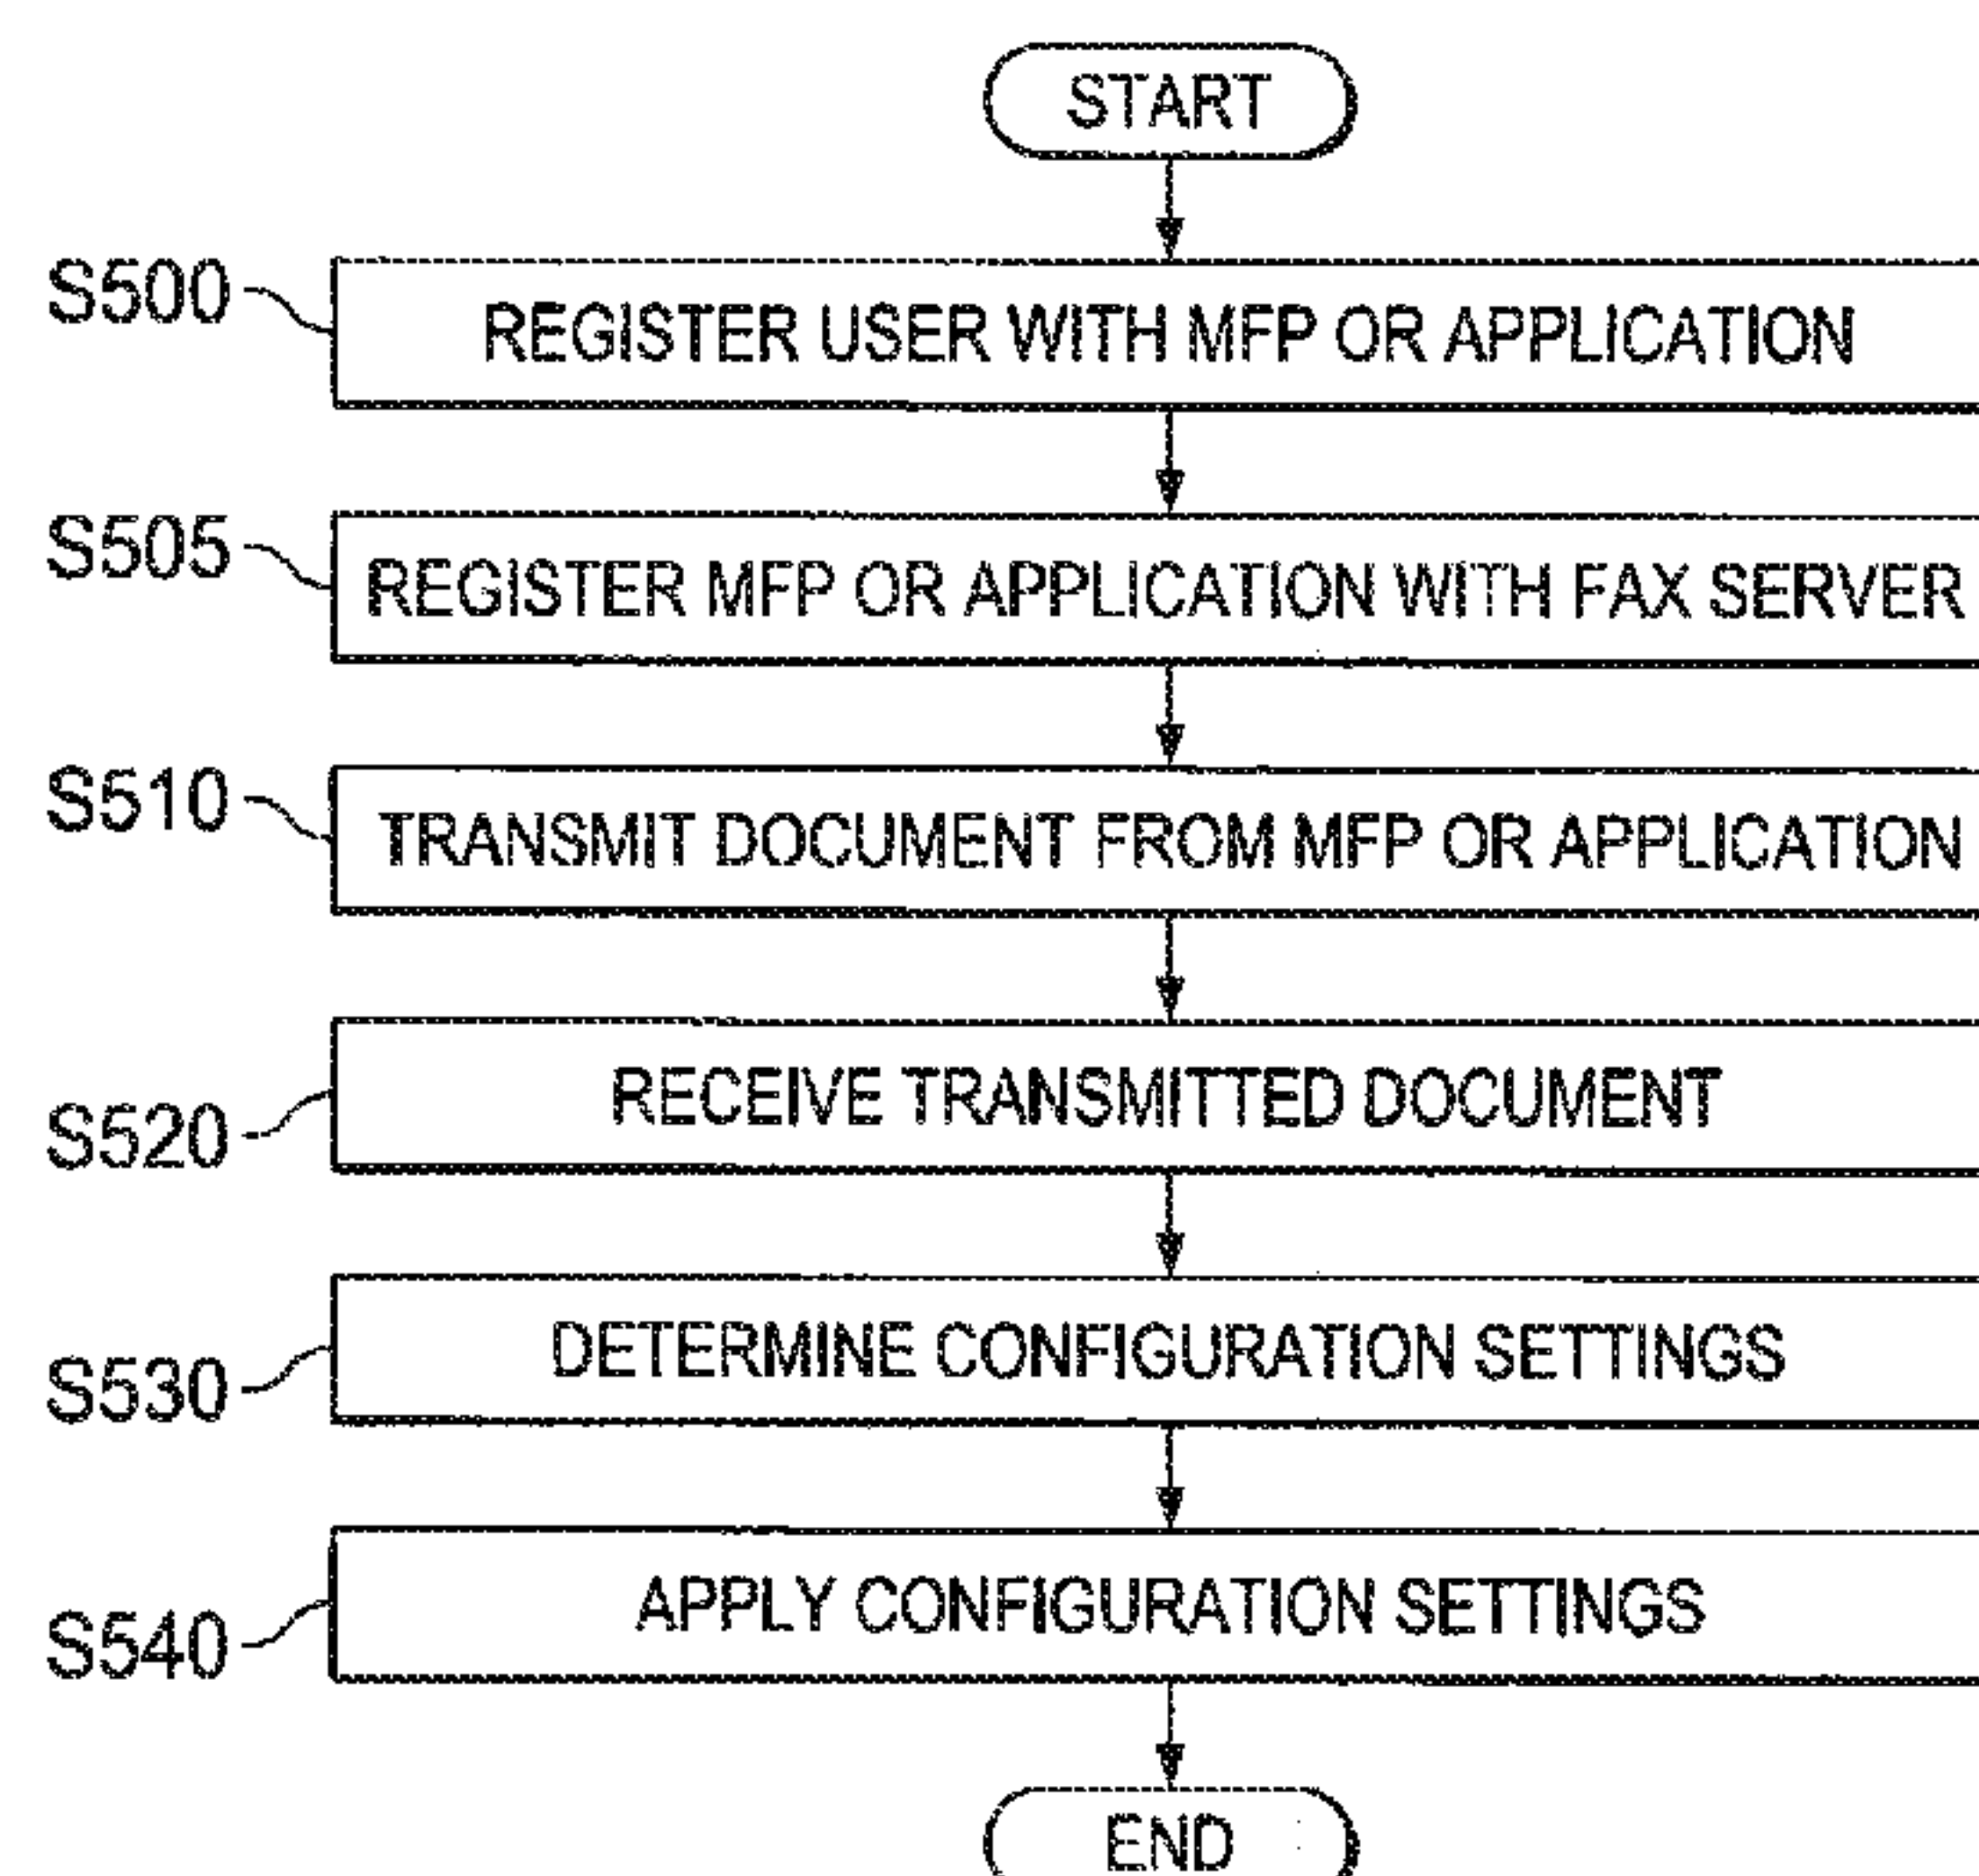 START
S500
REGISTER USER WITH MFP OR APPLICATION
S505
REGISTER MFP OR APPLICATION WITH FAX SERVER
S510
TRANSMIT DOCUMENT FROM MFP OR APPLICATION
S520
RECEIVE TRANSMITTED DOCUMENT
S530
DETERMINE CONFIGURATION SETTINGS
S540
APPLY CONFIGURATION SETTINGS
END